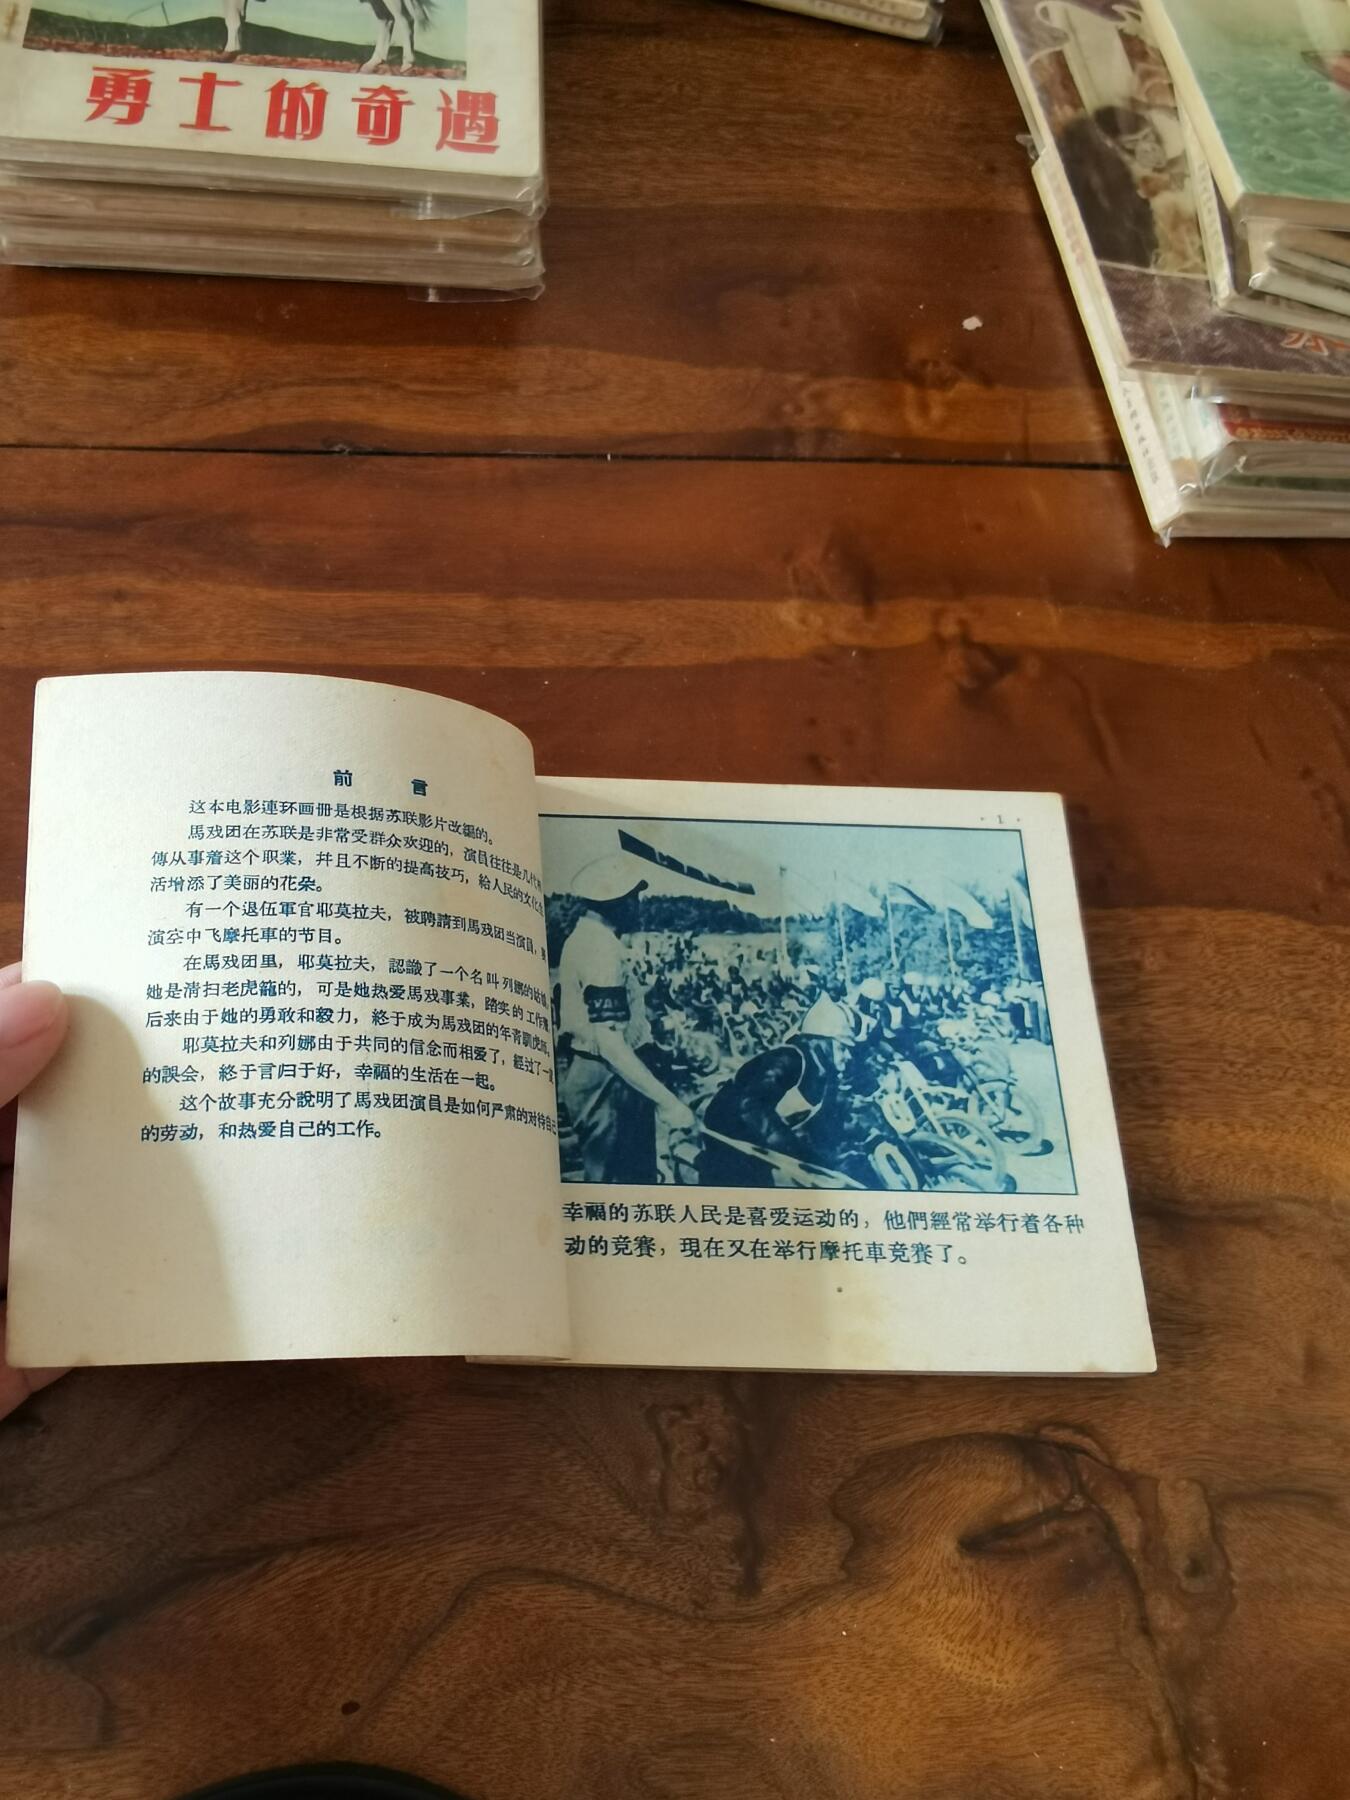 勇士的奇遇
前言
这本电影連环画册是根据苏联影片改編的。
馬戏团在苏联是非常受群众欢迎的，演員往往是几代
傳从事着这个职業，幷且不断的提高技巧，給人民的文化
活增添了美丽的花朵。
有一个退伍軍官耶莫拉夫，被聘請到馬戏团当演員，
演空中飞摩托車的节目。
在馬戏团里，耶莫拉夫，認識了一个名叫列娜的姑娘，
她是清扫老虎籠的，可是她热爱馬戏事業，踏实的工作
后来由于她的勇敢和毅力，終于成为馬戏团的年青馴虎师。
耶莫拉夫和列娜由于共同的信念而相爱了，經过了一
的誤会，終于言归于好，幸福的生活在一起。
这个故事充分說明了馬戏团演員是如何严肃的对待自己
的劳动，和热爱自己的工作。
· 1 ·
幸福的苏联人民是喜爱运动的，他們經常举行着各种
动的竞賽，現在又在举行摩托車竞賽了。